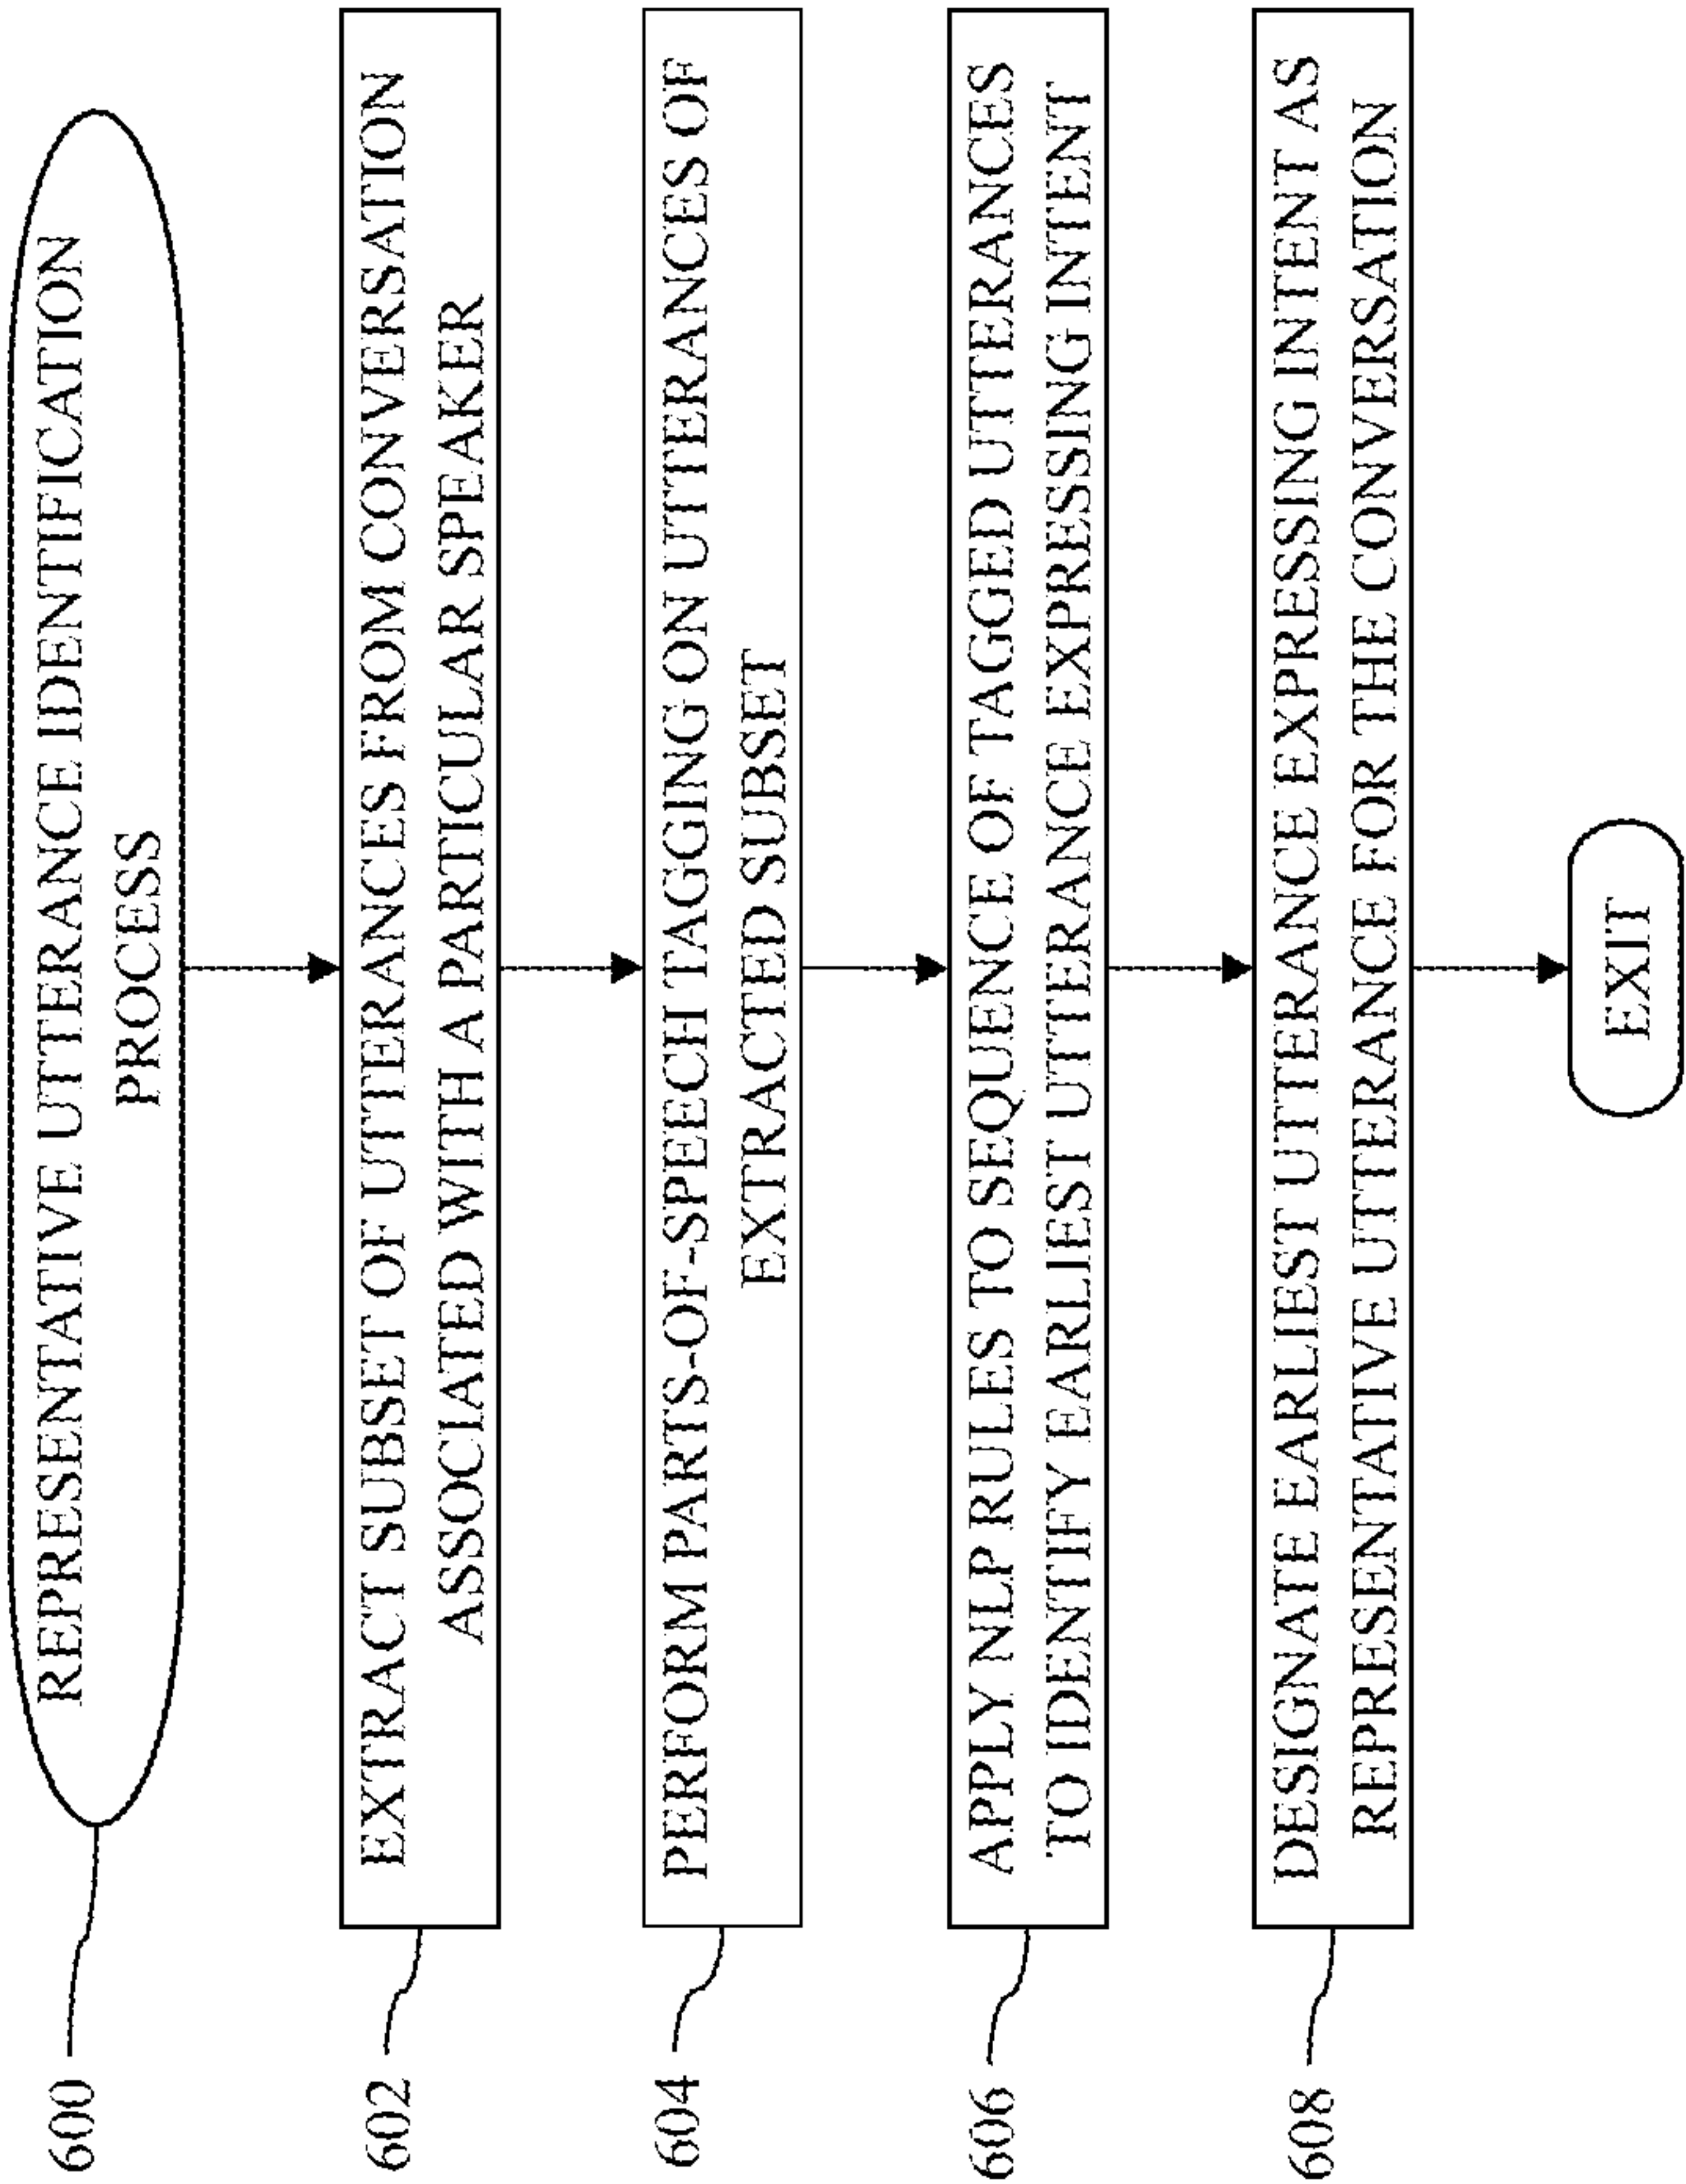 600
REPRESENTATIVE UTTERANCE IDENTIFICATION
PROCESS
602
EXTRACT SUBSET OF UTTERANCES FROM CONVERSATION
ASSOCIATED WITH A PARTICULAR SPEAKER
604
PERFORM PARTS-OF-SPEECH TAGGING ON UTTERANCES OF
EXTRACTED SUBSET
606
APPLY NLP RULES TO SEQUENCE OF TAGGED UTTERANCES
TO IDENTIFY EARLIEST UTTERANCE EXPRESSING INTENT
608
DESIGNATE EARLIEST UTTERANCE EXPRESSING INTENT AS
REPRESENTATIVE UTTERANCE FOR THE CONVERSATION
EXIT